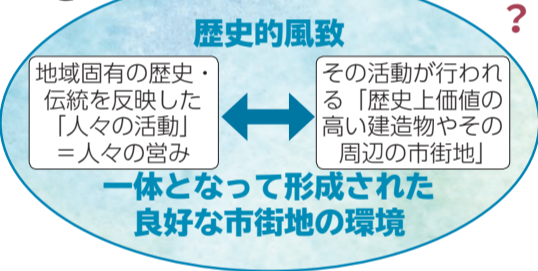 ?
歴史的風致
地域固有の歴史・
伝統を反映した
「人々の活動」
＝人々の営み
その活動が行われ
る「歴史上価値の
高い建造物やその
周辺の市街地」
一体となって形成された
良好な市街地の環境